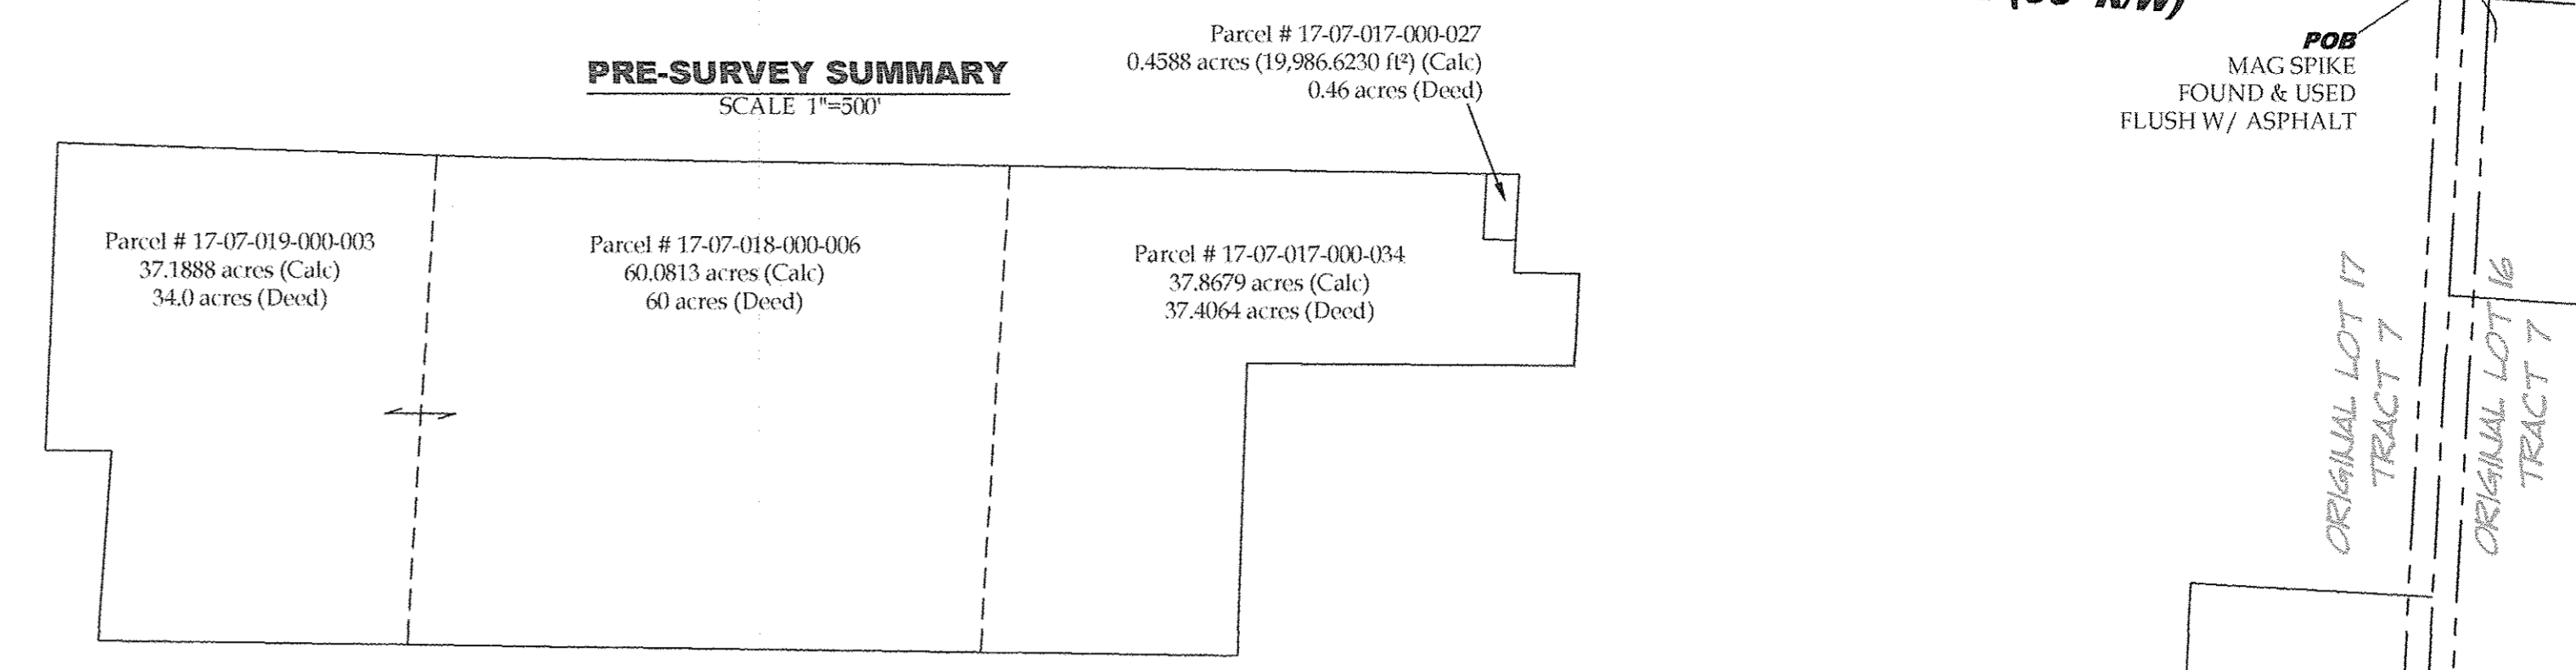 PRE-SURVEY SUMMARY
SCALE 1"=500'
Parcel # 17-07-017-000-027
0.4588 acres (19,986.6230 ft²) (Calc)
0.46 acres (Deed)
Parcel # 17-07-019-000-003
37.1888 acres (Calc)
34.0 acres (Deed)
Parcel # 17-07-018-000-006
60.0813 acres (Calc)
60 acres (Deed)
Parcel # 17-07-017-000-034
37.8679 acres (Calc)
37.4064 acres (Deed)
R/W)
POB
MAG SPIKE
FOUND & USED
FLUSH W/ ASPHALT
ORIGINAL LOT 17
TRACT 7
ORIGINAL LOT 16
TRACT 7